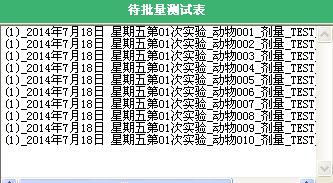 待批量测试表
(1)_2014年7月18日 星期五第01次实验_动物001_剂量_TEST
(1)_2014年7月18日 星期五第01次实验_动物002_剂量_TEST
(1)_2014年7月18日 星期五第01次实验_动物003_剂量_TEST
(1)_2014年7月18日 星期五第01次实验_动物004_剂量_TEST
(1)_2014年7月18日 星期五第01次实验_动物005_剂量_TEST
(1)_2014年7月18日 星期五第01次实验_动物006_剂量_TEST
(1)_2014年7月18日 星期五第01次实验_动物007_剂量_TEST
(1)_2014年7月18日 星期五第01次实验_动物008_剂量_TEST
(1)_2014年7月18日 星期五第01次实验_动物009_剂量_TEST
(1)_2014年7月18日 星期五第01次实验_动物010_剂量_TEST